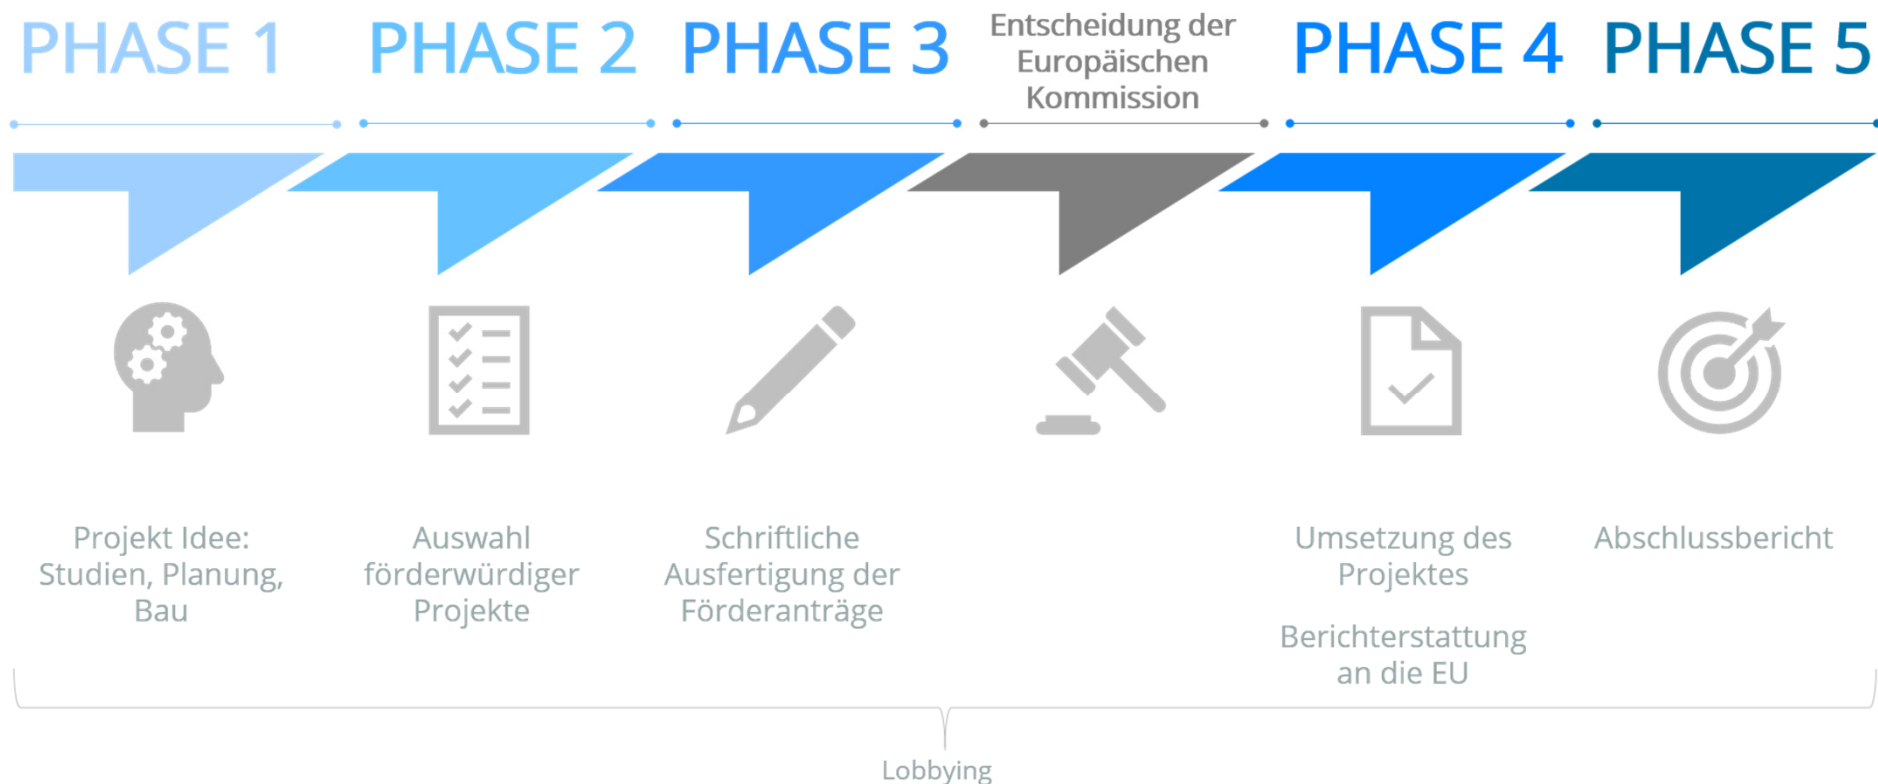 PHASE 1
PHASE 2
PHASE 3
Entscheidung der
Europäischen
Kommission
PHASE 4
PHASE 5
Projekt Idee:
Studien, Planung,
Bau
Auswahl
förderwürdiger
Projekte
Schriftliche
Ausfertigung der
Förderanträge
Umsetzung des
Projektes
Berichterstattung
an die EU
Abschlussbericht
Lobbying